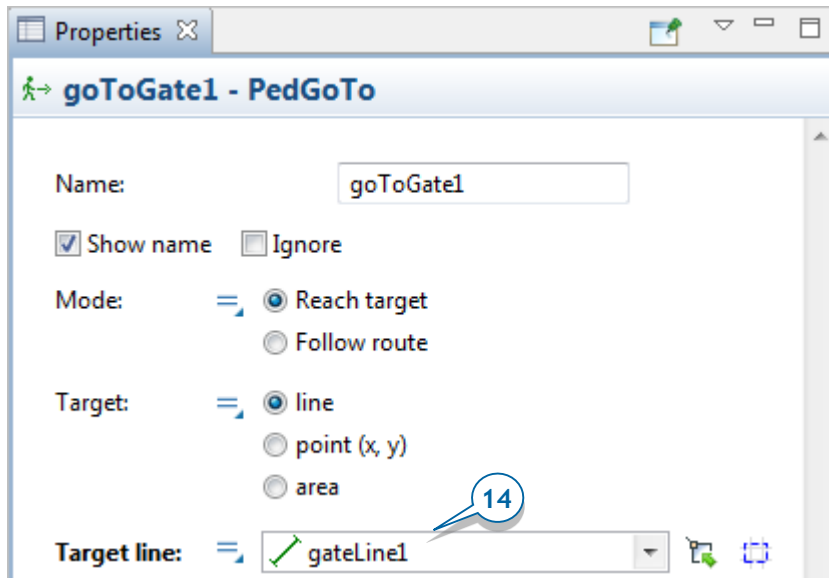 Properties
goToGate1 - PedGoTo
Name: goToGate1
Show name Ignore
Mode: Reach target
Follow route
Target: line
point (x, y)
area
14
Target line: gateLine1